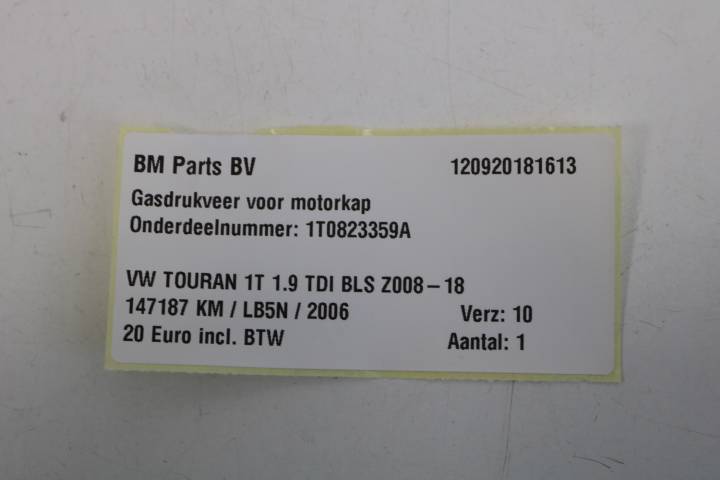 BM Parts BV 120920181613
Gasdrukveer voor motorkap
Onderdeelnummer: 1T0823359A
VW TOURAN 1T 1.9 TDI BLS Z008-18
147187 KM / LB5N / 2006 Verz: 10
20 Euro incl. BTW Aantal: 1